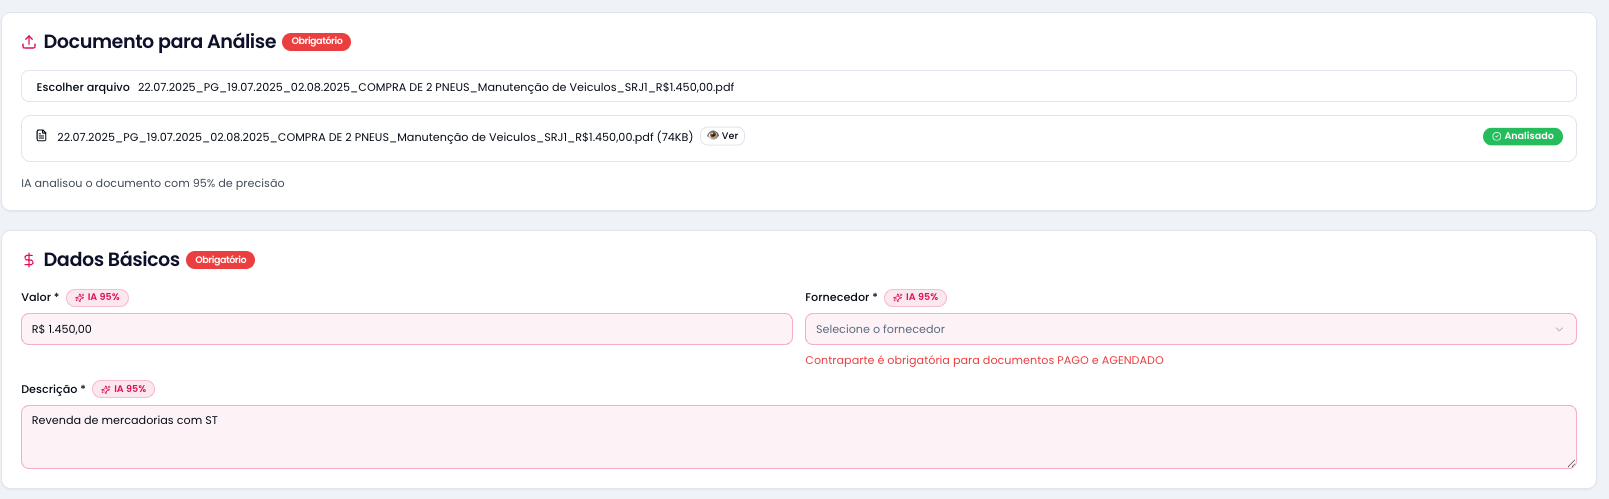 Documento para Análise Obrigatório
Escolher arquivo 22.07.2025_PG_19.07.2025_02.08.2025_COMPRA DE 2 PNEUS_Manutenção de Veiculos_SRJ1_R$1.450,00.pdf
22.07.2025_PG_19.07.2025_02.08.2025_COMPRA DE 2 PNEUS_Manutenção de Veiculos_SRJ1_R$1.450,00.pdf (74KB) Ver Analisado
IA analisou o documento com 95% de precisão
Dados Básicos Obrigatório
Valor * IA 95%
R$ 1.450,00
Fornecedor * IA 95%
Selecione o fornecedor
Contraparte é obrigatória para documentos PAGO e AGENDADO
Descrição * IA 95%
Revenda de mercadorias com ST